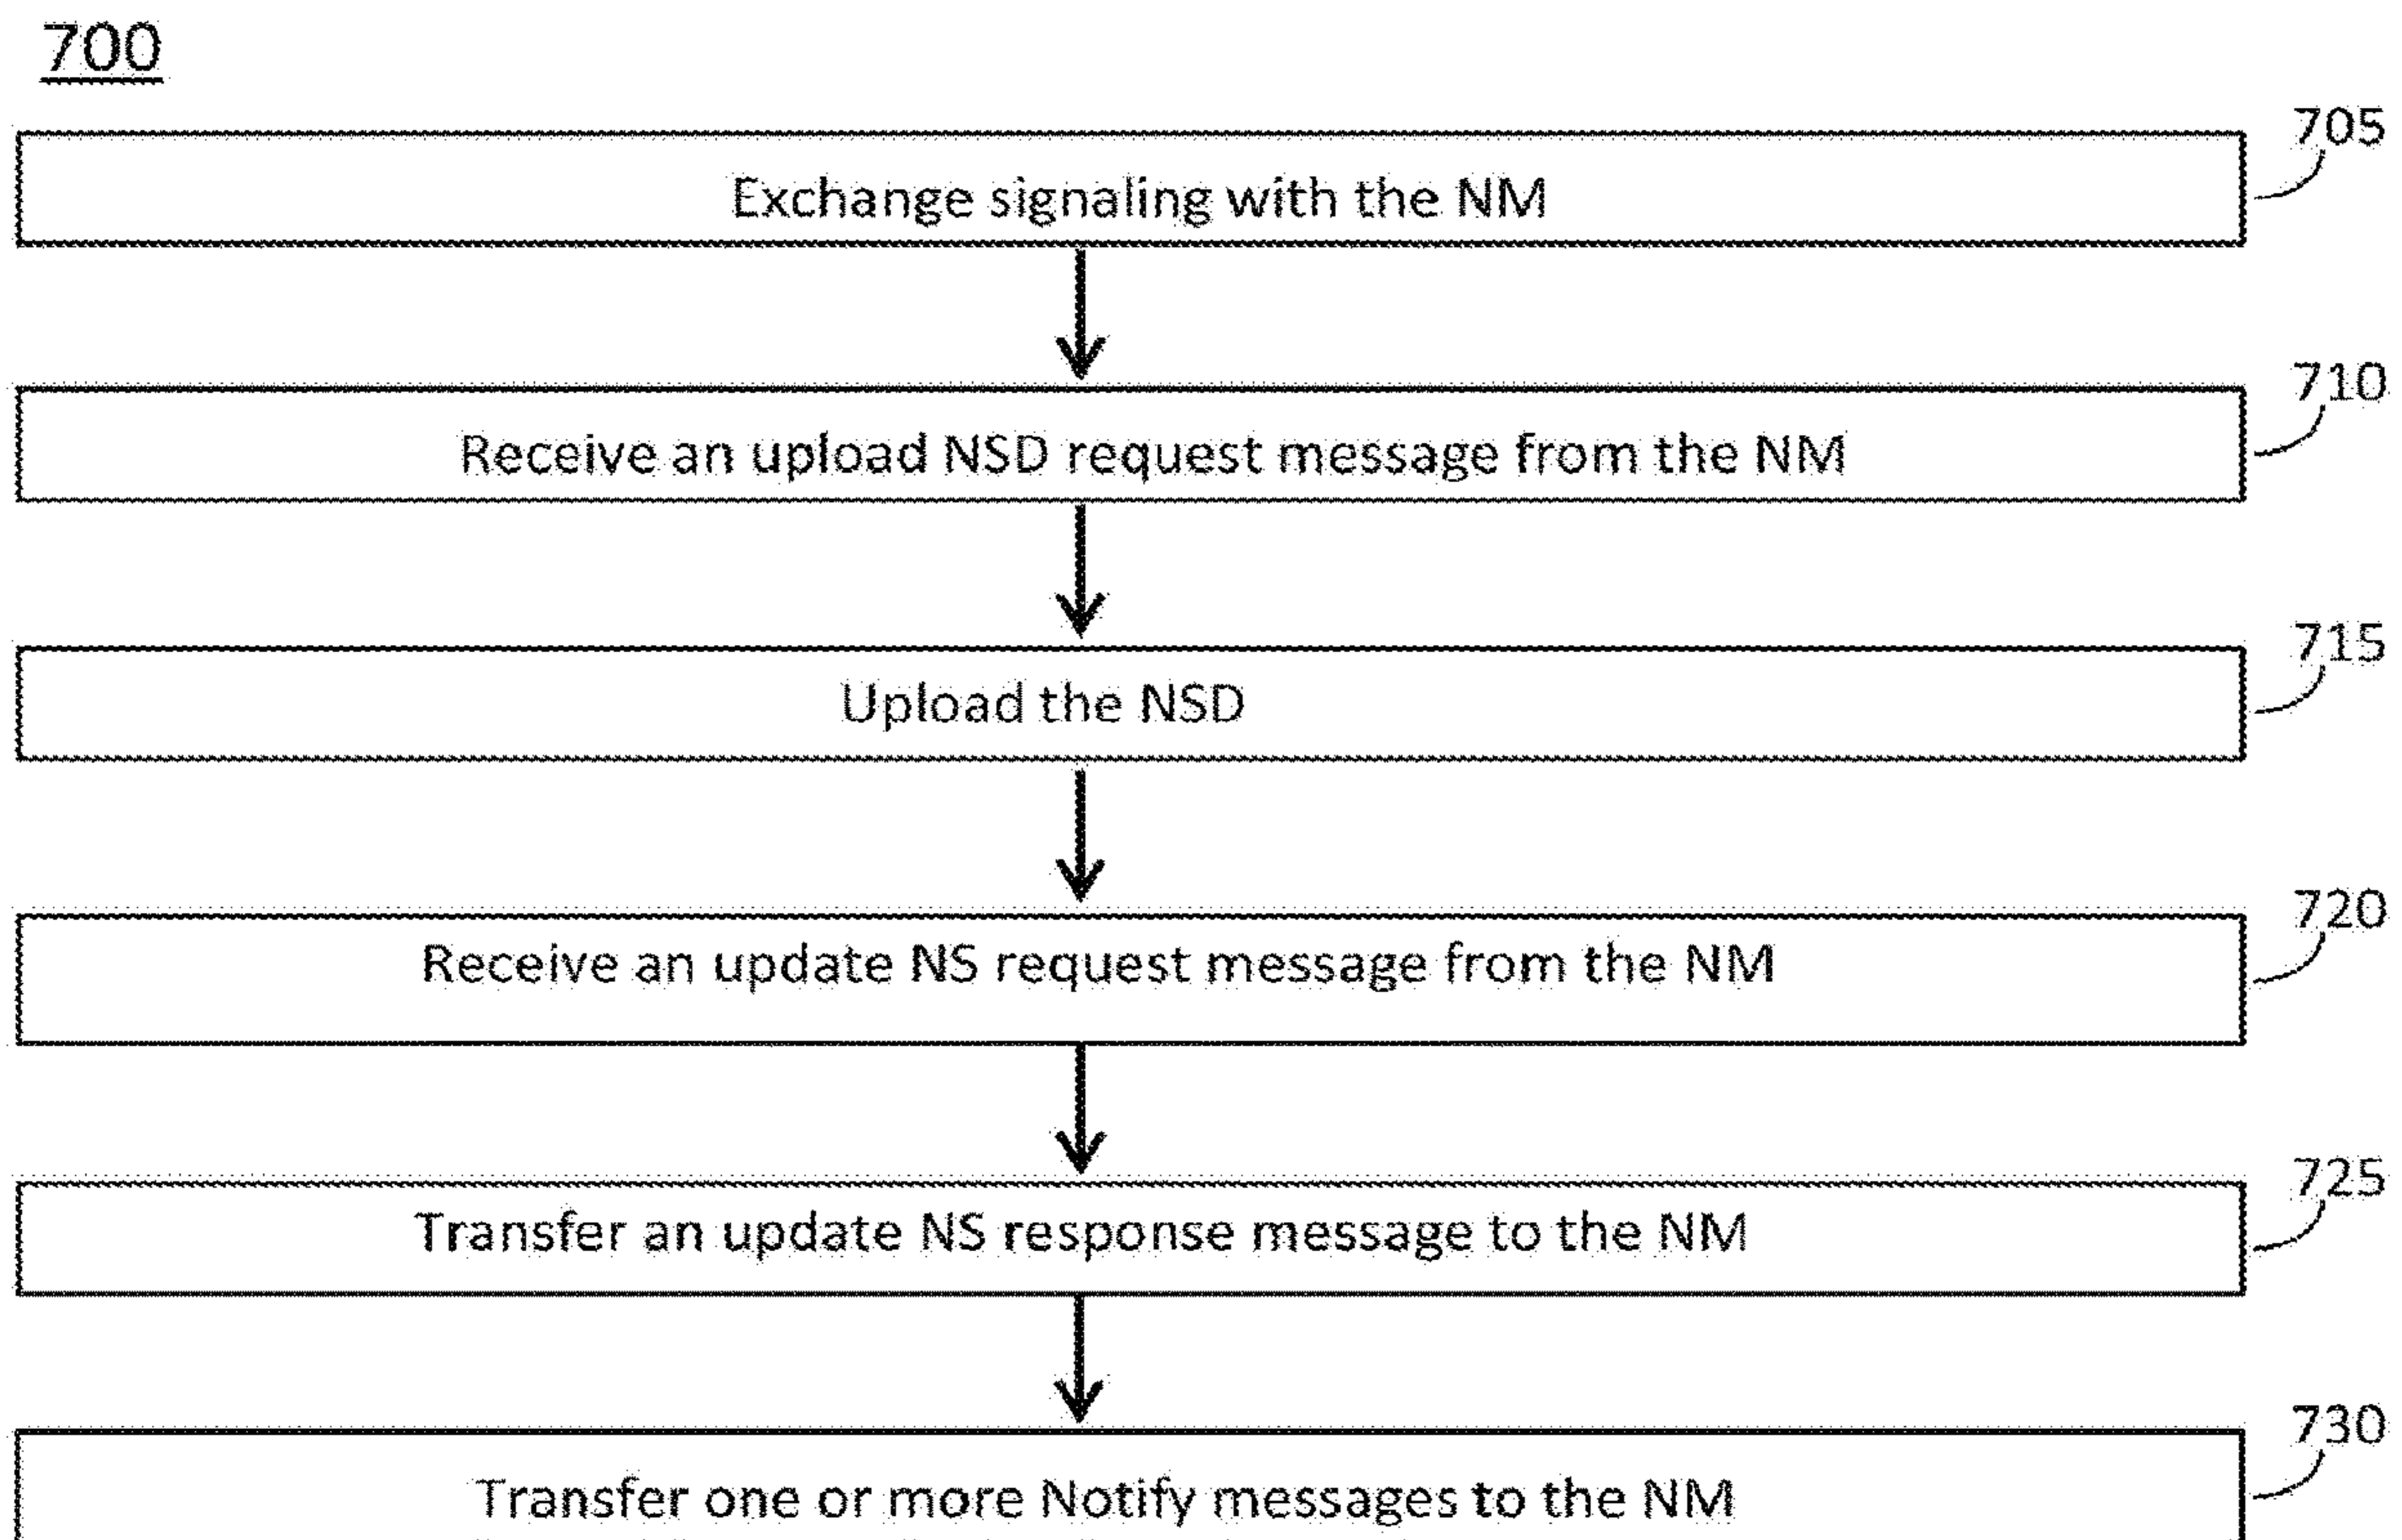 700
705
Exchange signaling with the NM
710
Receive an upload NSD request message from the NM
715
Upload the NSD
720
Receive an update NS request message from the NM
725
Transfer an update NS response message to the NM
730
Transfer one or more Notify messages to the NM